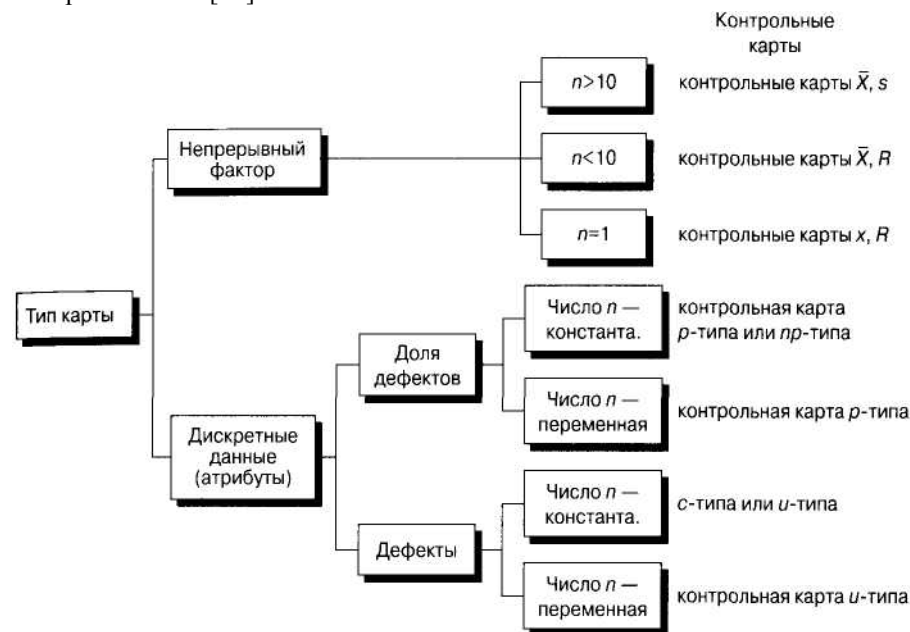 Контрольные
карты
n>10
контрольные карты X̅, s
Непрерывный
фактор
n<10
контрольные карты X̅, R
n=1
контрольные карты x, R
Тип карты
Число n —
константа.
контрольная карта
p-типа или np-типа
Доля
дефектов
Число n —
переменная
контрольная карта p-типа
Дискретные
данные
(атрибуты)
Число n —
константа.
c-типа или u-типа
Дефекты
Число n —
переменная
контрольная карта u-типа